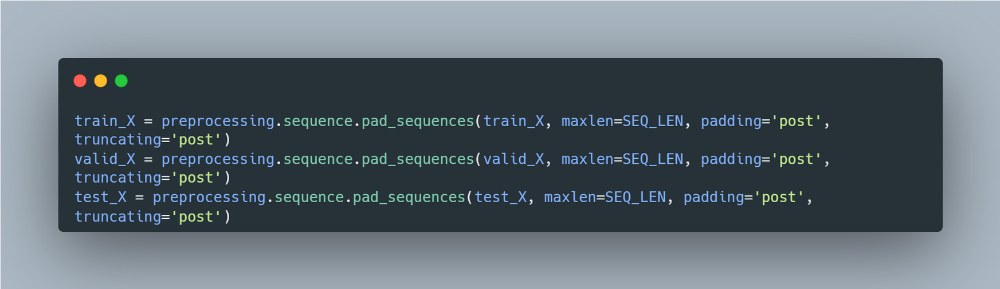 train_X = preprocessing.sequence.pad_sequences(train_X, maxlen=SEQ_LEN, padding='post',
truncating='post')
valid_X = preprocessing.sequence.pad_sequences(valid_X, maxlen=SEQ_LEN, padding='post',
truncating='post')
test_X = preprocessing.sequence.pad_sequences(test_X, maxlen=SEQ_LEN, padding='post',
truncating='post')